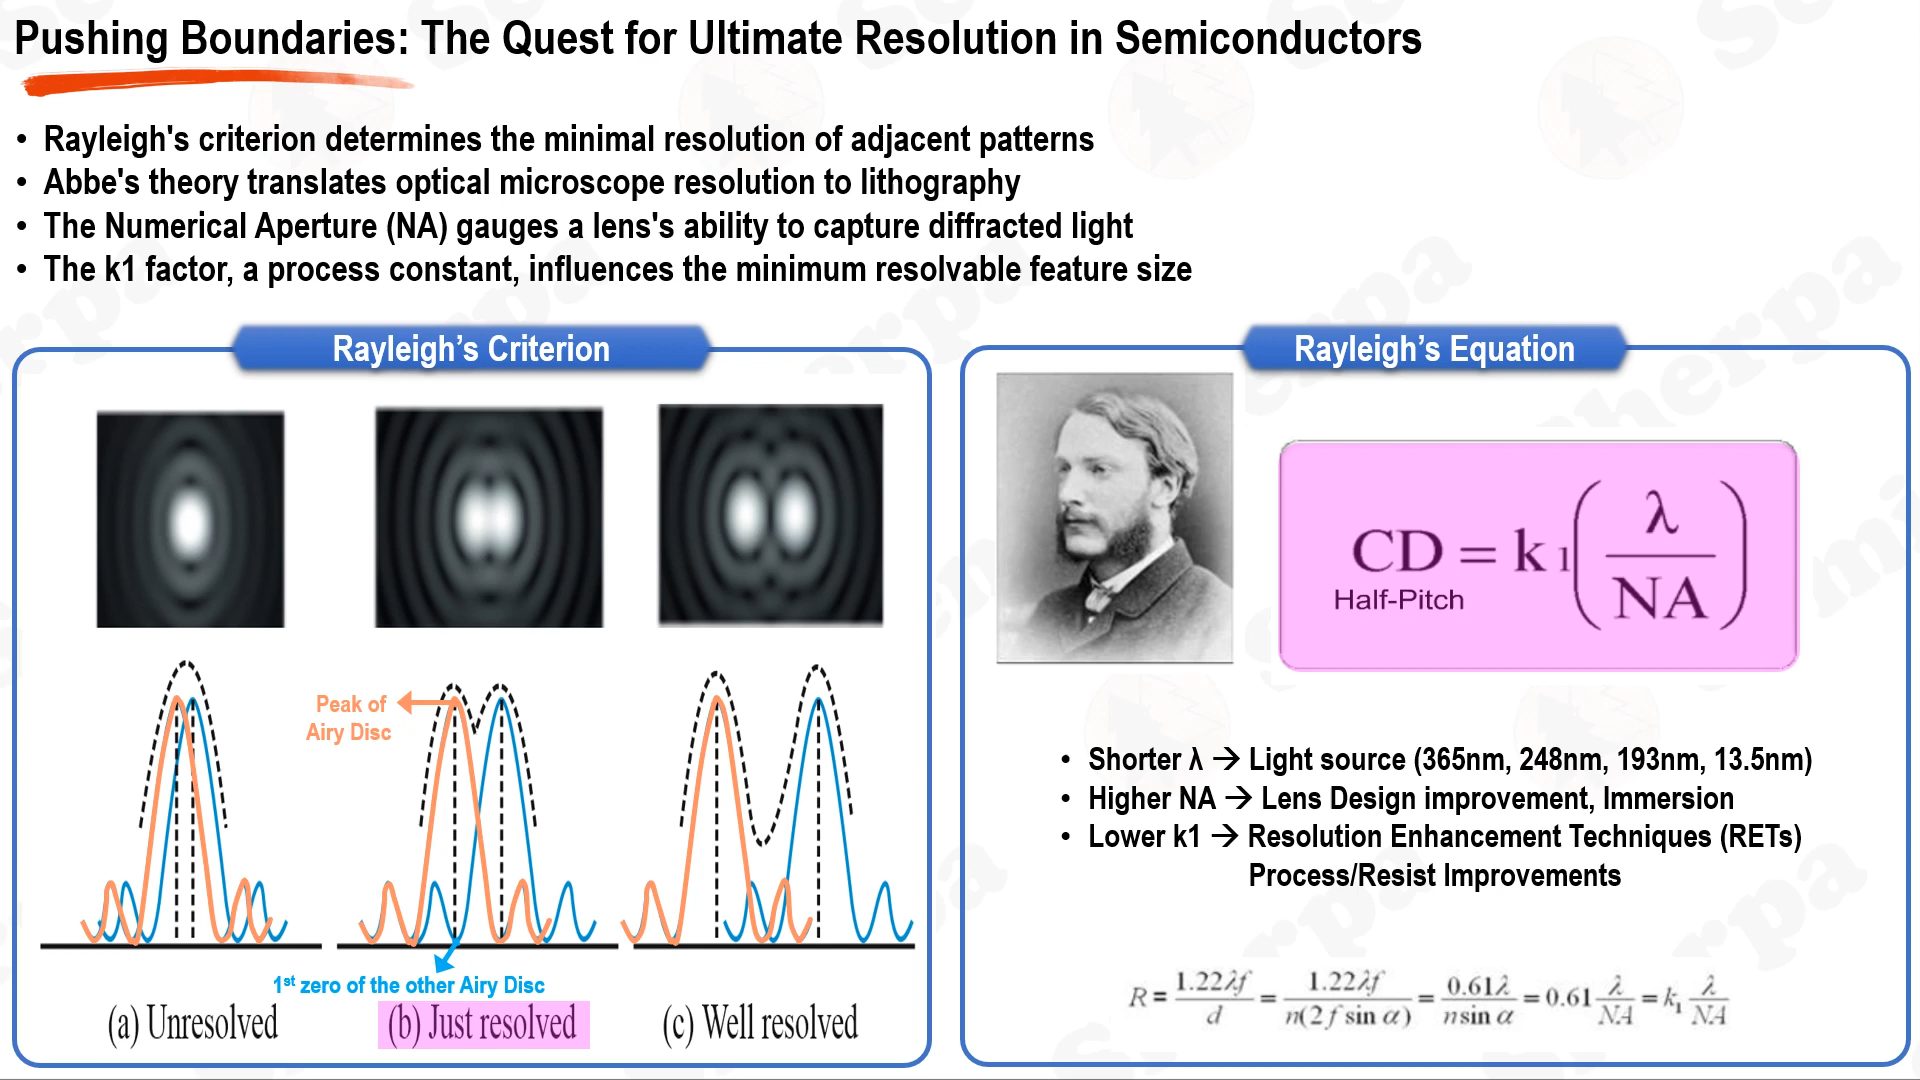 Pushing Boundaries: The Quest for Ultimate Resolution in Semiconductors
• Rayleigh's criterion determines the minimal resolution of adjacent patterns
• Abbe's theory translates optical microscope resolution to lithography
• The Numerical Aperture (NA) gauges a lens's ability to capture diffracted light
• The k1 factor, a process constant, influences the minimum resolvable feature size
Rayleigh’s Criterion
Peak of
Airy Disc
1st zero of the other Airy Disc
(a) Unresolved
(b) Just resolved
(c) Well resolved
Rayleigh’s Equation
CD = k1(λ/NA)
Half-Pitch
• Shorter λ → Light source (365nm, 248nm, 193nm, 13.5nm)
• Higher NA → Lens Design improvement, Immersion
• Lower k1 → Resolution Enhancement Techniques (RETs)
Process/Resist Improvements
R = 1.22λf/d = 1.22λf/n(2f sin α) = 0.61λ/n sin α = 0.61 λ/NA = k1 λ/NA